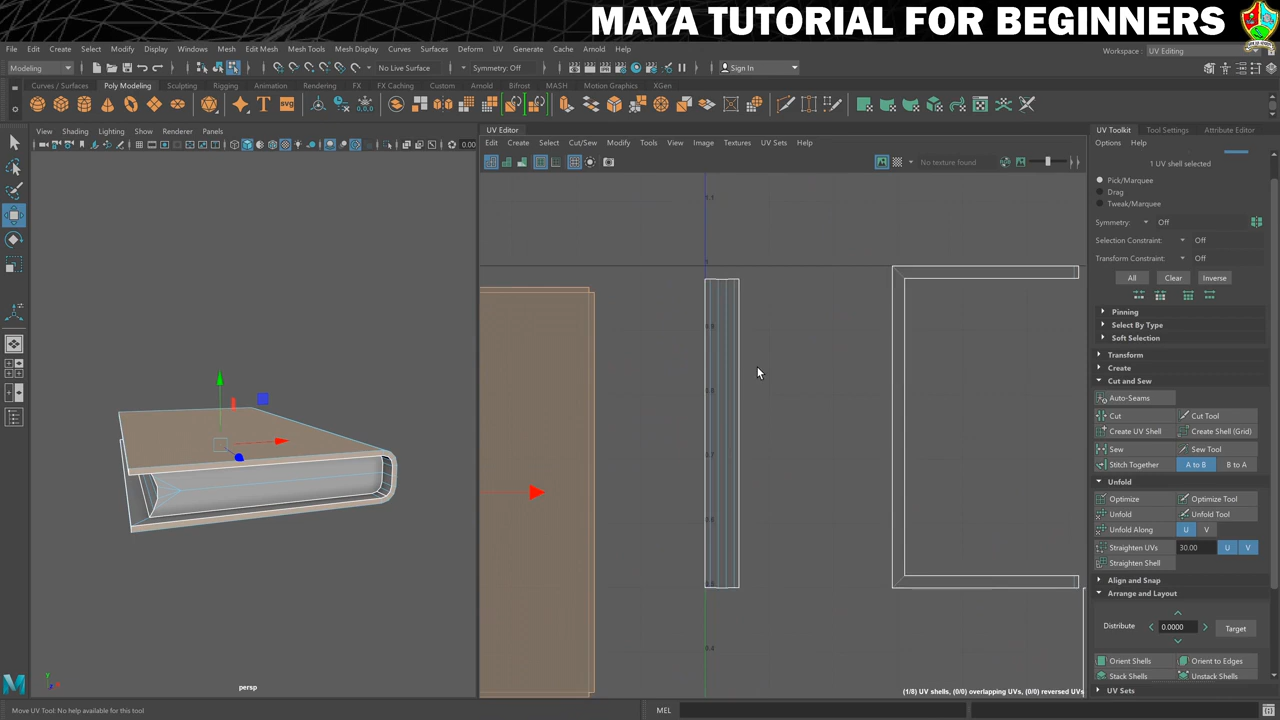 MAYA TUTORIAL FOR BEGINNERS
File Edit Create Select Modify Display Windows Mesh Edit Mesh Mesh Tools Mesh Display Curves Surfaces Deform UV Generate Cache Arnold Help
Workspace : UV Editing
Modeling No Live Surface Symmetry: Off Sign In
Curves / Surfaces Poly Modeling Sculpting Rigging Animation Rendering FX FX Caching Custom Arnold Bifrost MASH Motion Graphics XGen
View Shading Lighting Show Renderer Panels
0.00
persp
UV Editor
Edit Create Select Cut/Sew Modify Tools View Image Textures UV Sets Help
No texture found
1.1
1
0.4
(1/8) UV shells, (0/0) overlapping UVs, (0/0) reversed UVs
UV Toolkit Tool Settings Attribute Editor
Options Help
1 UV shell selected
Pick/Marquee
Drag
Tweak/Marquee
Symmetry: Off
Selection Constraint: Off
Transform Constraint: Off
All Clear Inverse
Pinning
Select By Type
Soft Selection
Transform
Create
Cut and Sew
Auto-Seams
Cut Cut Tool
Create UV Shell Create Shell (Grid)
Sew Sew Tool
Stitch Together A to B B to A
Unfold
Optimize Optimize Tool
Unfold Unfold Tool
Unfold Along U V
Straighten UVs 30.00 U V
Straighten Shell
Align and Snap
Arrange and Layout
Distribute 0.0000 Target
Orient Shells Orient to Edges
Stack Shells Unstack Shells
UV Sets
Move UV Tool: No help available for this tool
MEL